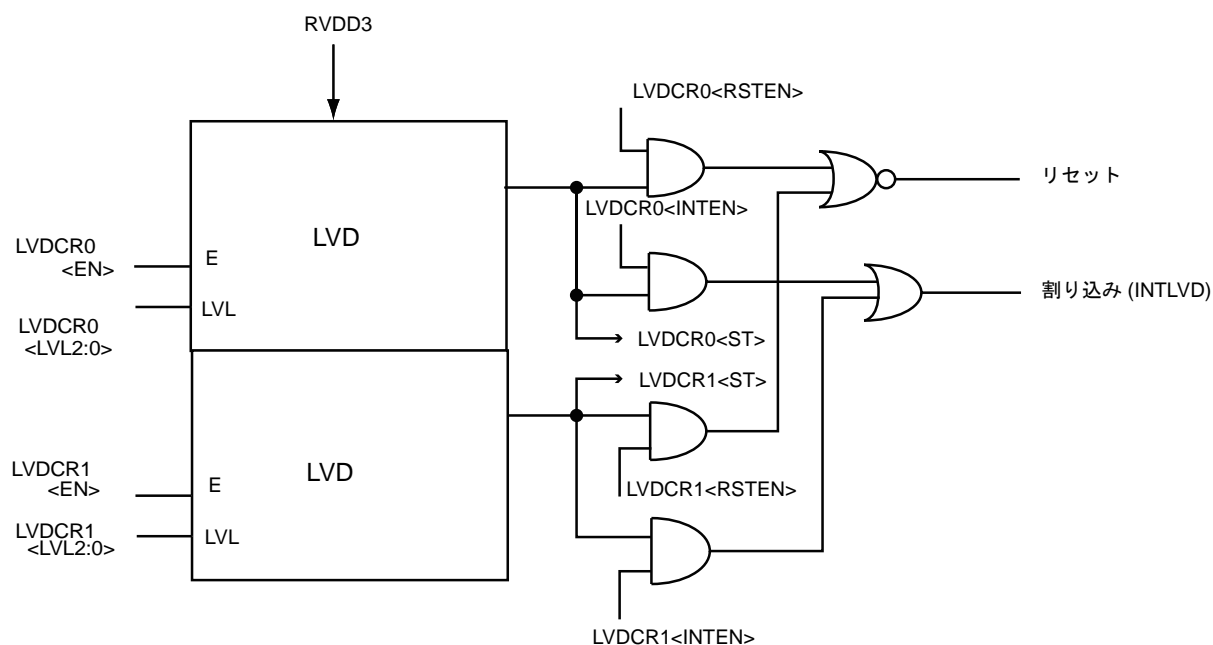 RVDD3
LVDCR0<RSTEN>
リセット
LVDCR0<INTEN>
LVD
LVDCR0
<EN>
E
割り込み (INTLVD)
LVL
LVDCR0
<LVL2:0>
LVDCR0<ST>
LVDCR1<ST>
LVD
LVDCR1
<EN>
E
LVDCR1<RSTEN>
LVDCR1
<LVL2:0>
LVL
LVDCR1<INTEN>